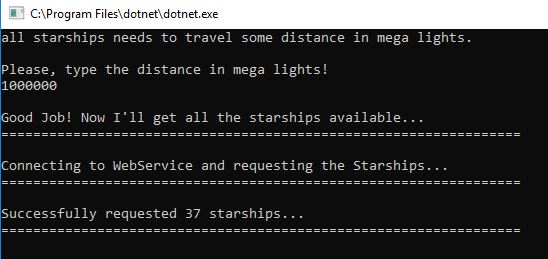 C:\Program Files\dotnet\dotnet.exe
all starships needs to travel some distance in mega lights.
Please, type the distance in mega lights!
1000000
Good Job! Now I'll get all the starships available...
=================================================================
Connecting to WebService and requesting the Starships...
=================================================================
Successfully requested 37 starships...
=================================================================